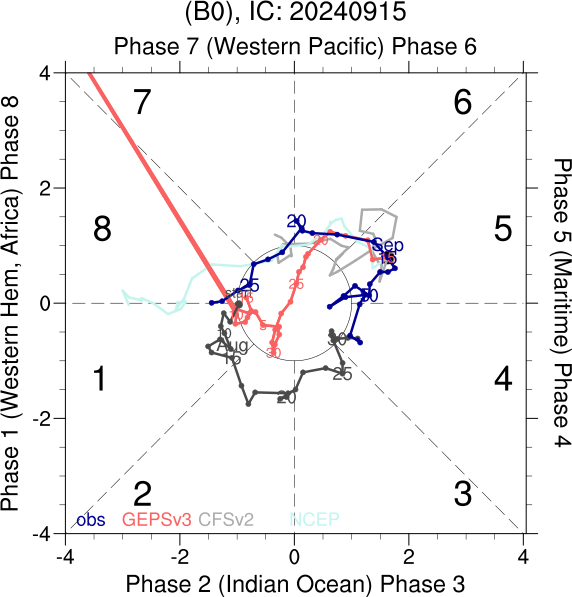 (B0), IC: 20240915
Phase 7 (Western Pacific) Phase 6
Phase 1 (Western Hem, Africa) Phase 8
Phase 5 (Maritime) Phase 4
4
2
0
-2
-4
7
6
8
5
1
4
2
3
20
Sep
25
15
25
Aug
15
20
25
obs
GEPSv3
CFSv2
NCEP
-4
-2
0
2
4
Phase 2 (Indian Ocean) Phase 3